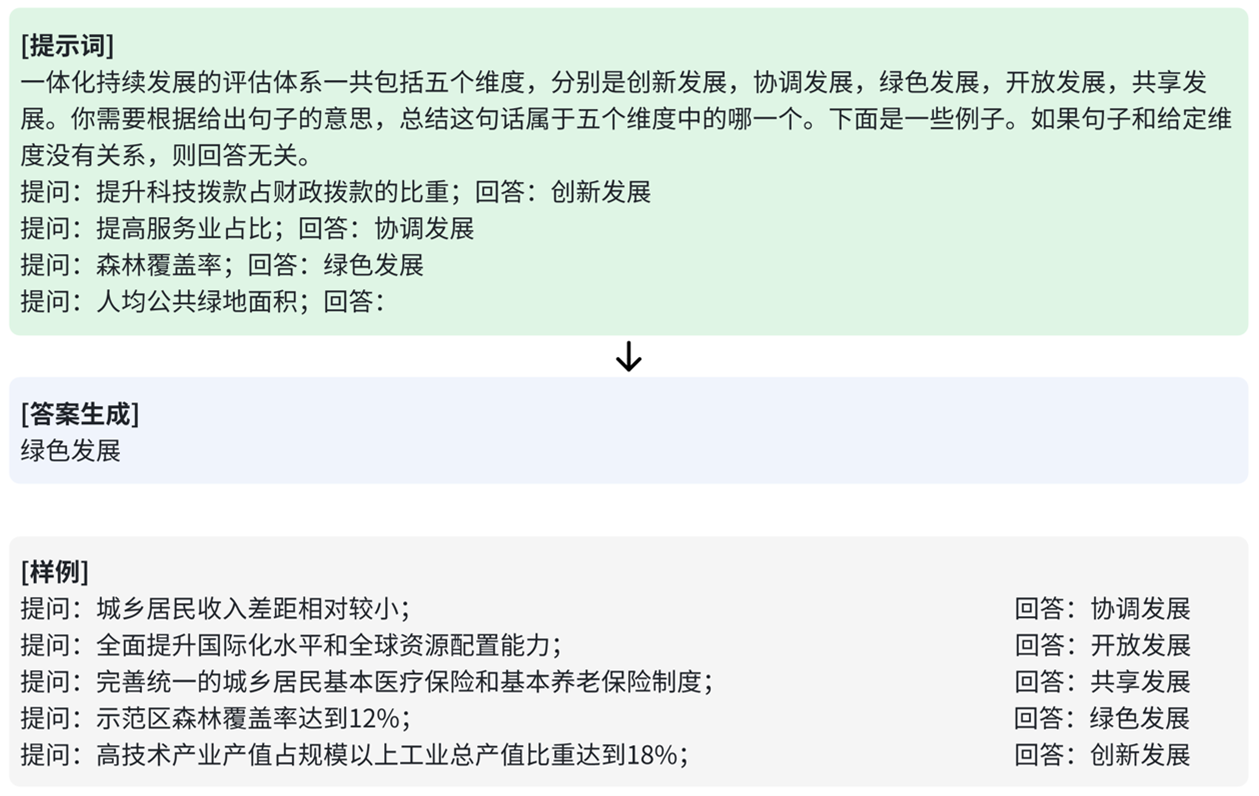 [提示词]
一体化持续发展的评估体系一共包括五个维度，分别是创新发展，协调发展，绿色发展，开放发展，共享发
展。你需要根据给出句子的意思，总结这句话属于五个维度中的哪一个。下面是一些例子。如果句子和给定维
度没有关系，则回答无关。
提问：提升科技拨款占财政拨款的比重；回答：创新发展
提问：提高服务业占比；回答：协调发展
提问：森林覆盖率；回答：绿色发展
提问：人均公共绿地面积；回答：
[答案生成]
绿色发展
[样例]
提问：城乡居民收入差距相对较小； 回答：协调发展
提问：全面提升国际化水平和全球资源配置能力； 回答：开放发展
提问：完善统一的城乡居民基本医疗保险和基本养老保险制度； 回答：共享发展
提问：示范区森林覆盖率达到12%； 回答：绿色发展
提问：高技术产业产值占规模以上工业总产值比重达到18%； 回答：创新发展